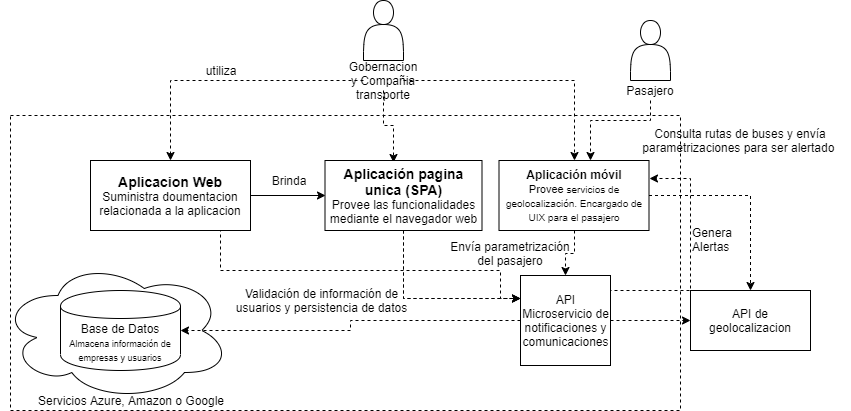 utiliza
Gobernacion
y Compañia
transporte
Pasajero
Consulta rutas de buses y envía
parametrizaciones para ser alertado
Aplicacion Web
Suministra doumentacion
relacionada a la aplicacion
Brinda
Aplicación pagina
unica (SPA)
Provee las funcionalidades
mediante el navegador web
Aplicación móvil
Provee servicios de
geolocalización. Encargado de
UIX para el pasajero
Genera
Alertas
Envía parametrización
del pasajero
Validación de información de
usuarios y persistencia de datos
API
Microservicio de
notificaciones y
comunicaciones
API de
geolocalizacion
Base de Datos
Almacena información de
empresas y usuarios
Servicios Azure, Amazon o Google